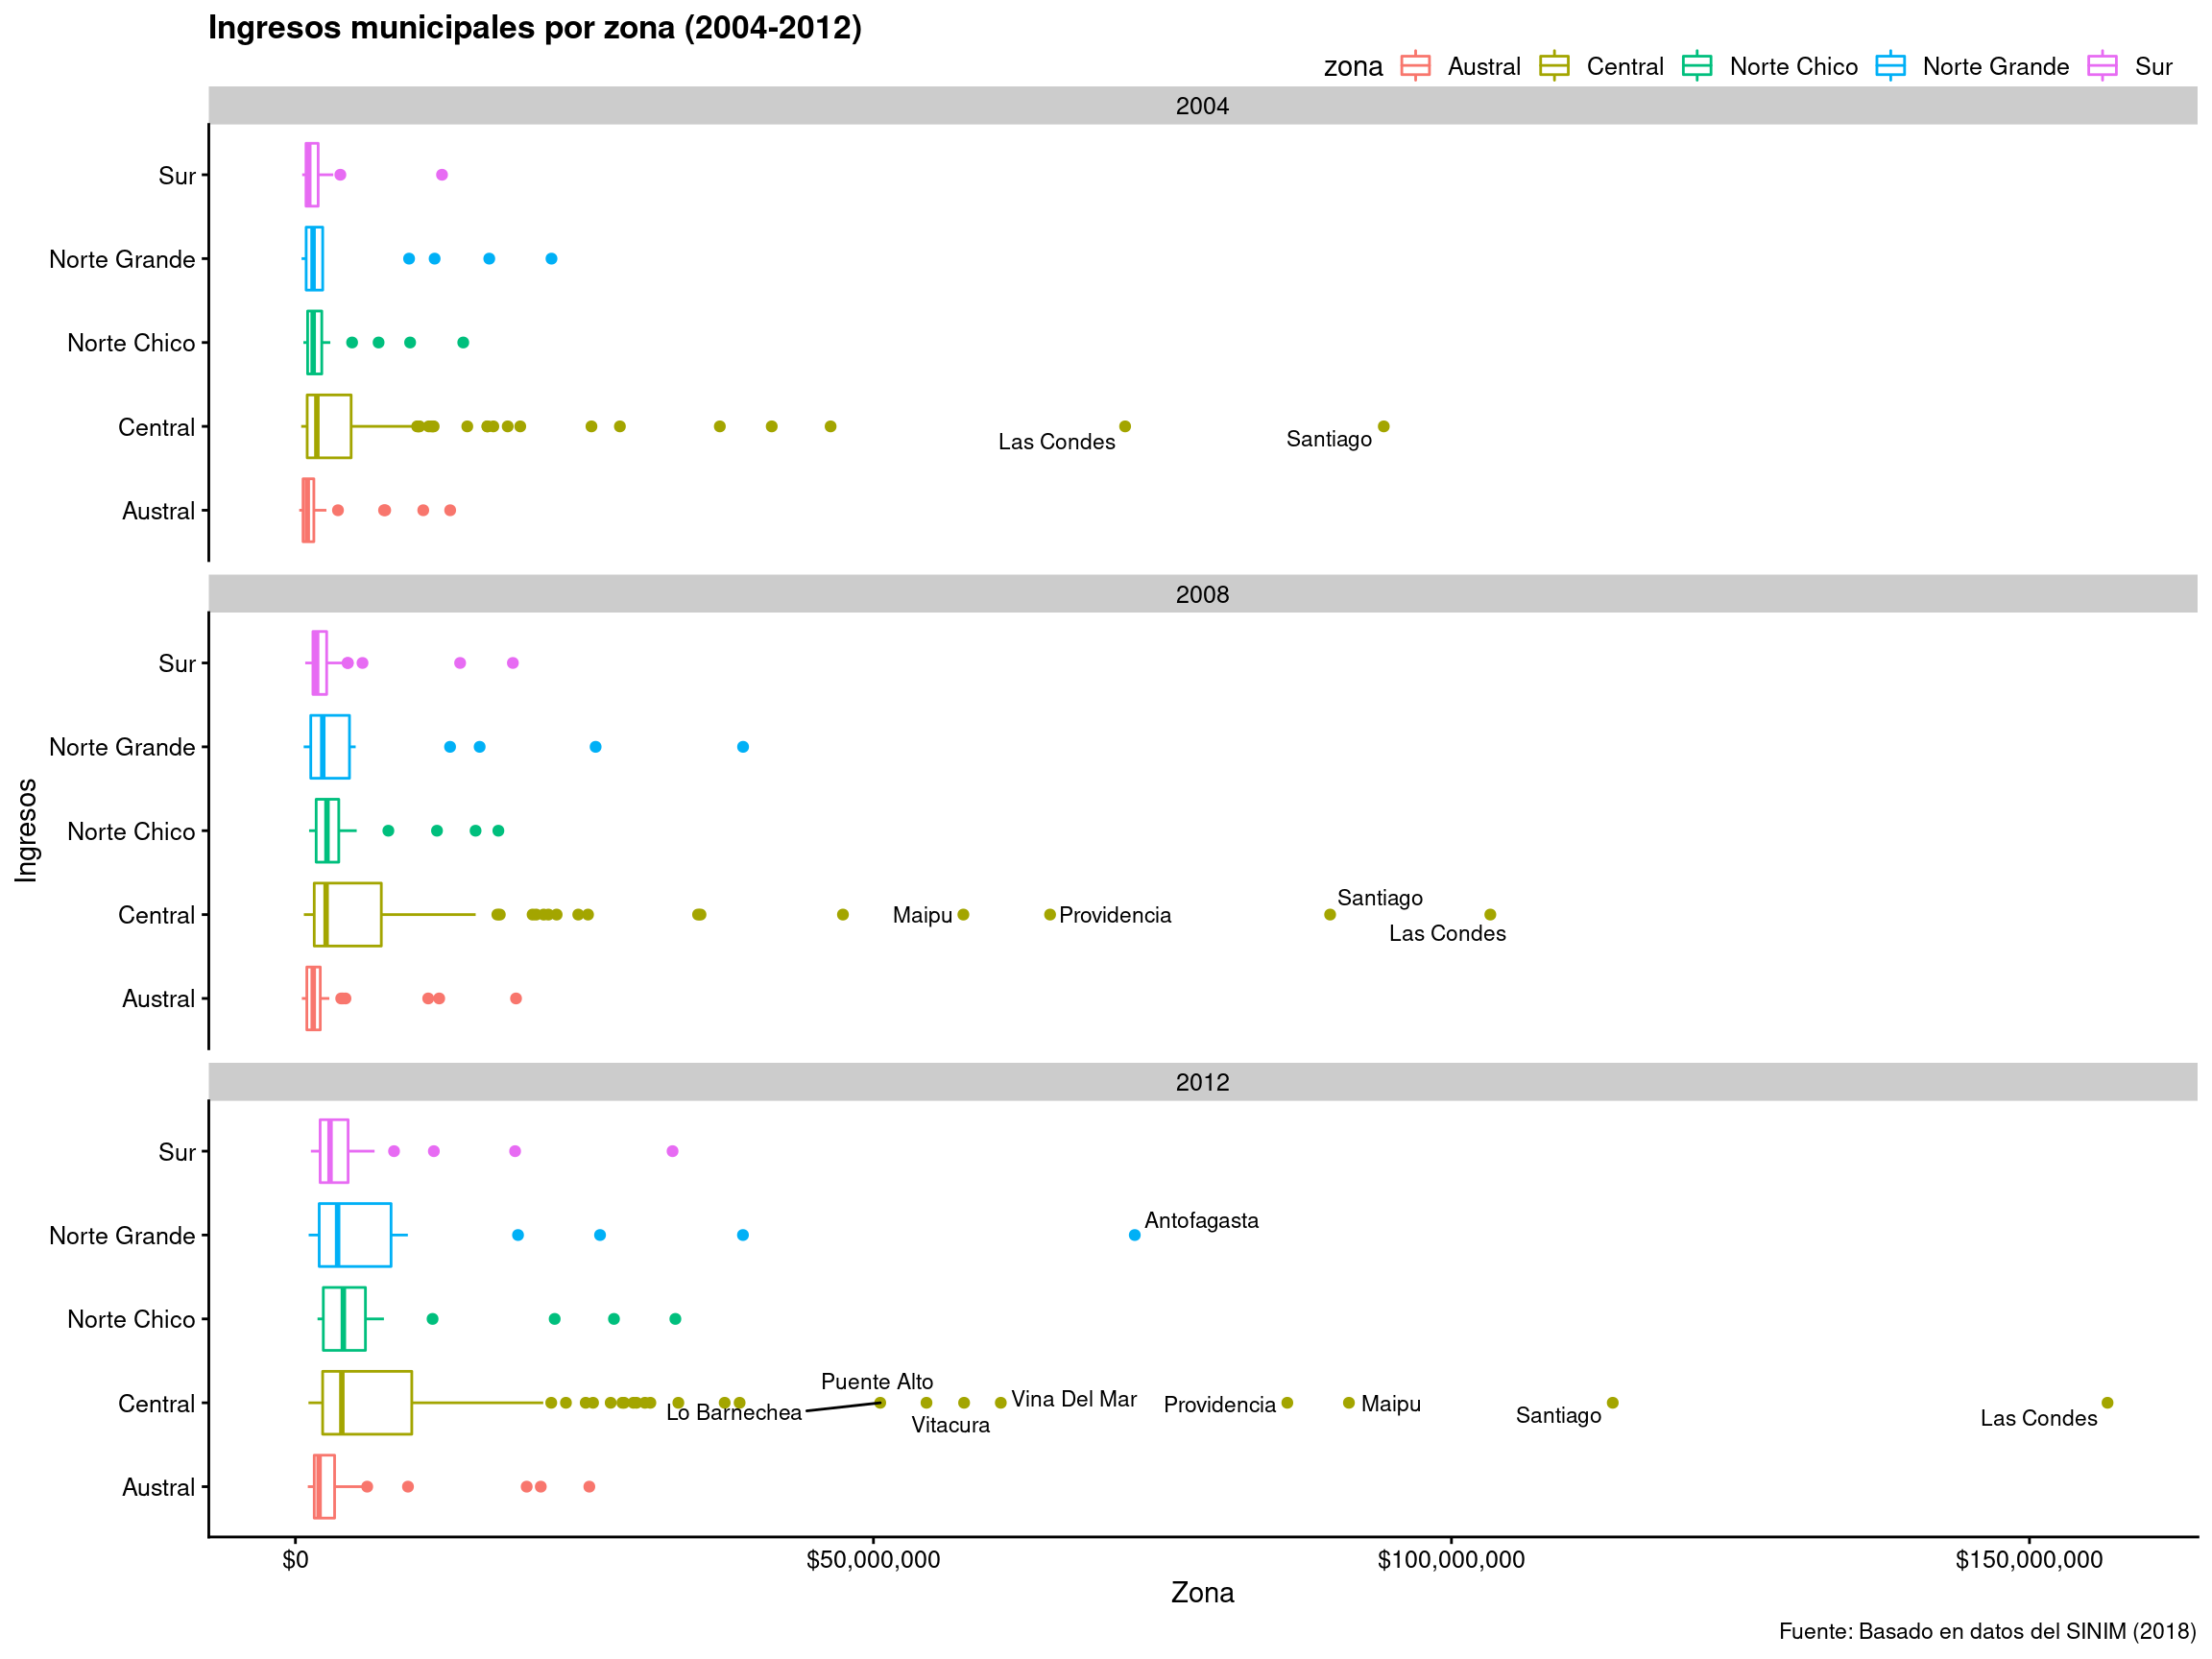 Ingresos municipales por zona (2004-2012)
zona Austral Central Norte Chico Norte Grande Sur
2004
Sur
Norte Grande
Norte Chico
Central
Las Condes
Santiago
Austral
2008
Sur
Norte Grande
Norte Chico
Central
Maipu
Providencia
Santiago
Las Condes
Austral
Ingresos
2012
Sur
Norte Grande
Antofagasta
Norte Chico
Central
Puente Alto
Lo Barnechea
Vitacura
Vina Del Mar
Providencia
Maipu
Santiago
Las Condes
Austral
$0 $50,000,000 $100,000,000 $150,000,000
Zona
Fuente: Basado en datos del SINIM (2018)